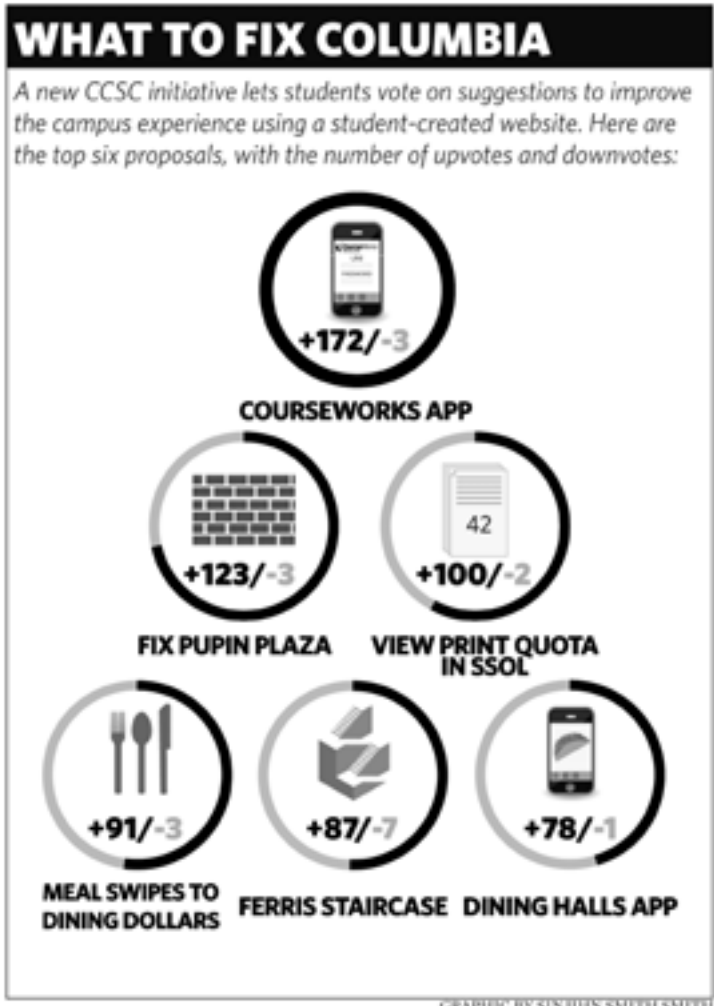 WHAT TO FIX COLUMBIA
A new CCSC initiative lets students vote on suggestions to improve
the campus experience using a student-created website. Here are
the top six proposals, with the number of upvotes and downvotes:
+172/-3
COURSEWORKS APP
42
+123/-3
+100/-2
FIX PUPIN PLAZA
VIEW PRINT QUOTA
IN SSOL
+91/-3
+87/-7
+78/-1
MEAL SWIPES TO
DINING DOLLARS
FERRIS STAIRCASE
DINING HALLS APP
GRAPHIC BY